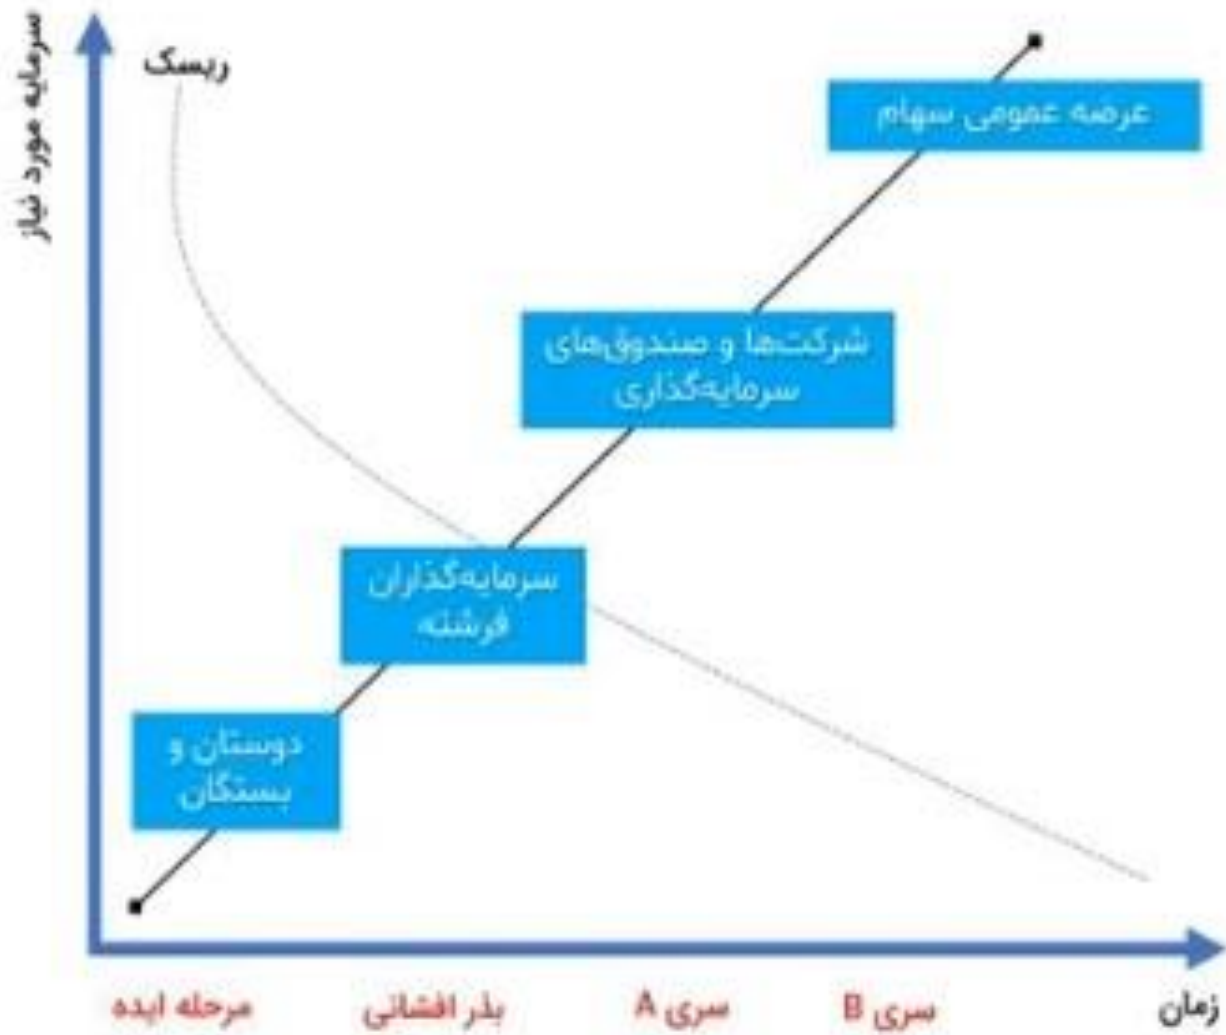 سرمایه مورد نیاز
ریسک
عرضه عمومی سهام
شرکت‌ها و صندوق‌های
سرمایه‌گذاری
سرمایه‌گذاران
فرشته
دوستان و
بستگان
مرحله ایده
بذر افشانی
سری A
سری B
زمان